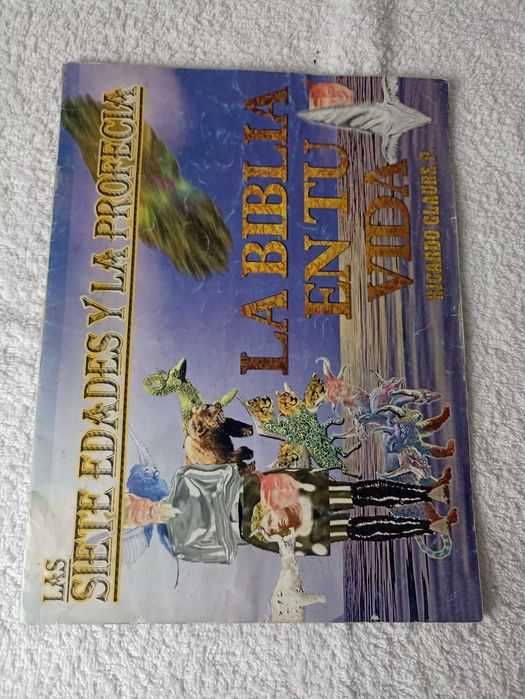 LAS
SIETE EDADES Y LA PROFECIA
LA BIBLIA
EN TU
VIDA
RICARDO CLAURE. P